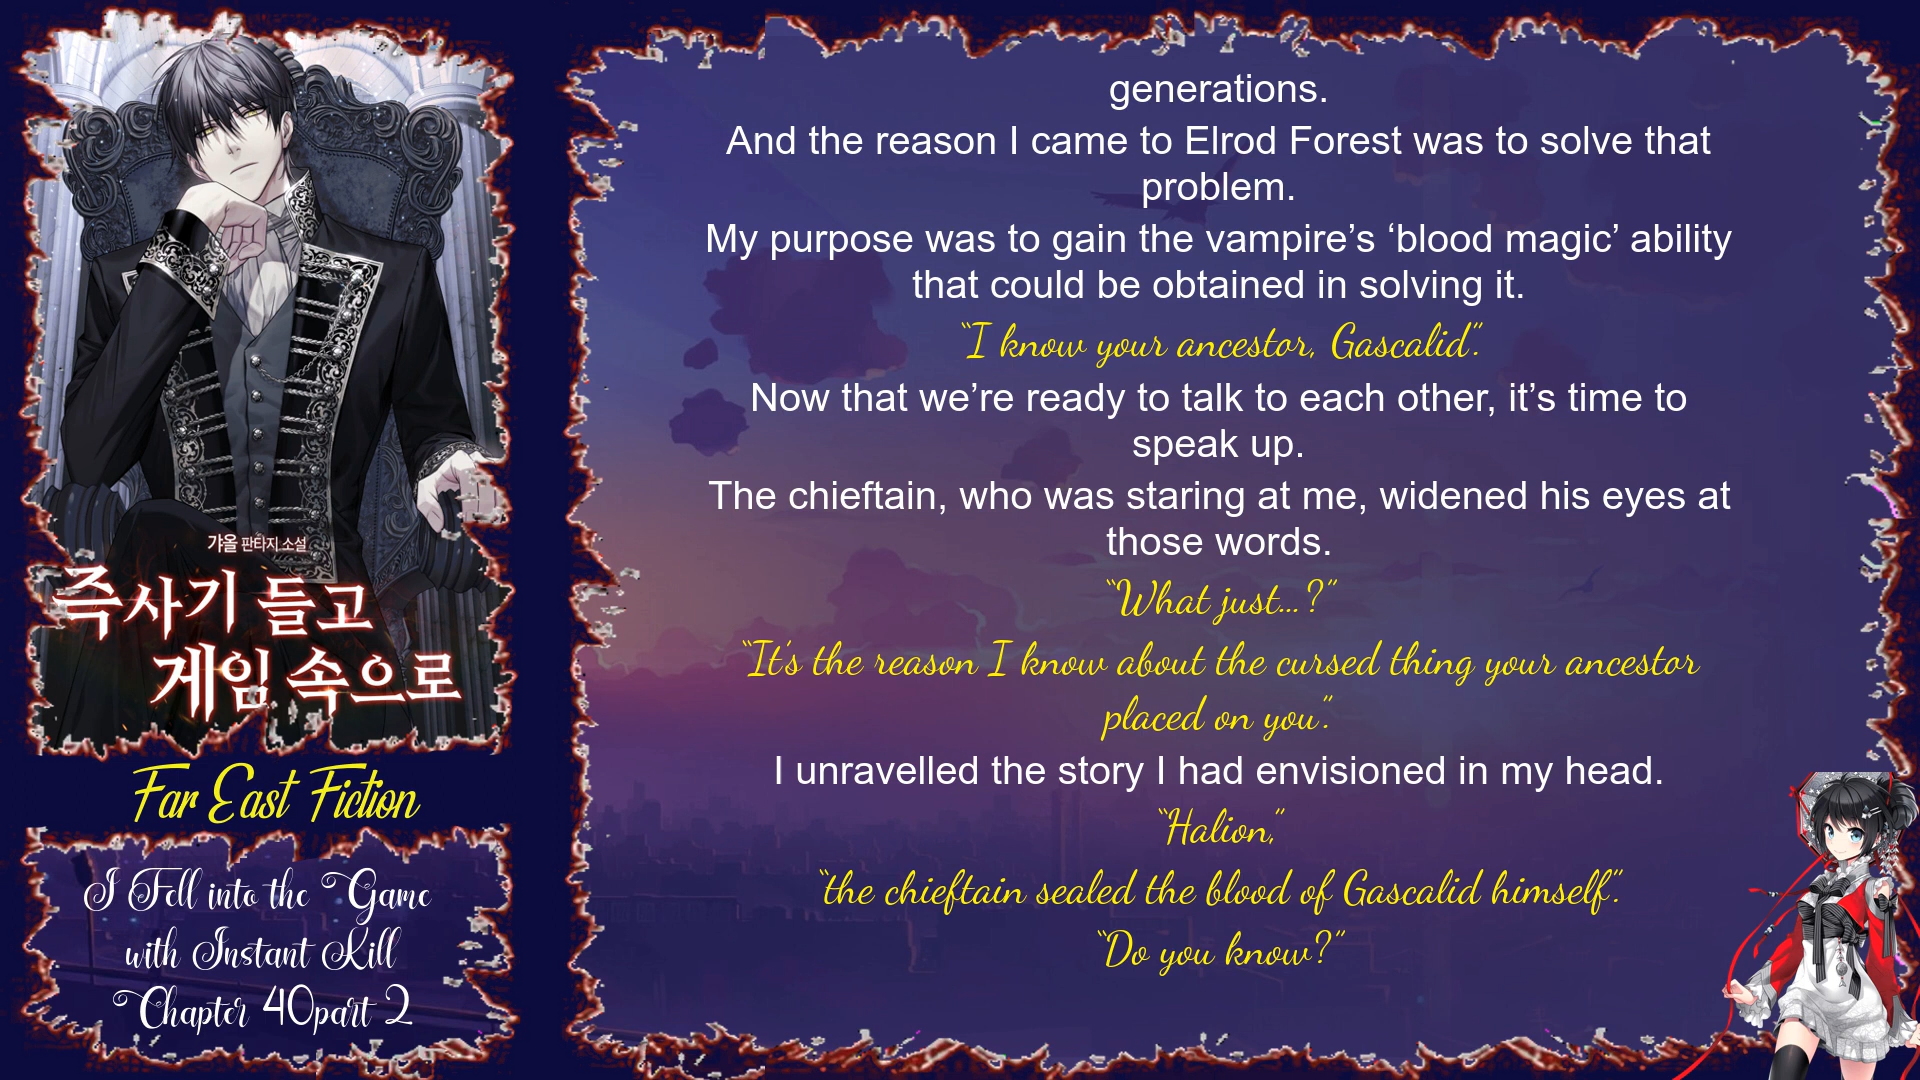 갸울 판타지 소설
즉사기 들고
게임 속으로
Far East Fiction
I Fell into the Game
with Instant Kill
Chapter 40part 2
generations.
And the reason I came to Elrod Forest was to solve that
problem.
My purpose was to gain the vampire’s ‘blood magic’ ability
that could be obtained in solving it.
“I know your ancestor, Gascalid”.
Now that we’re ready to talk to each other, it’s time to
speak up.
The chieftain, who was staring at me, widened his eyes at
those words.
“What just…?”
“It’s the reason I know about the cursed thing your ancestor
placed on you”.
I unravelled the story I had envisioned in my head.
“Halion,”
“the chieftain sealed the blood of Gascalid himself”.
“Do you know?”